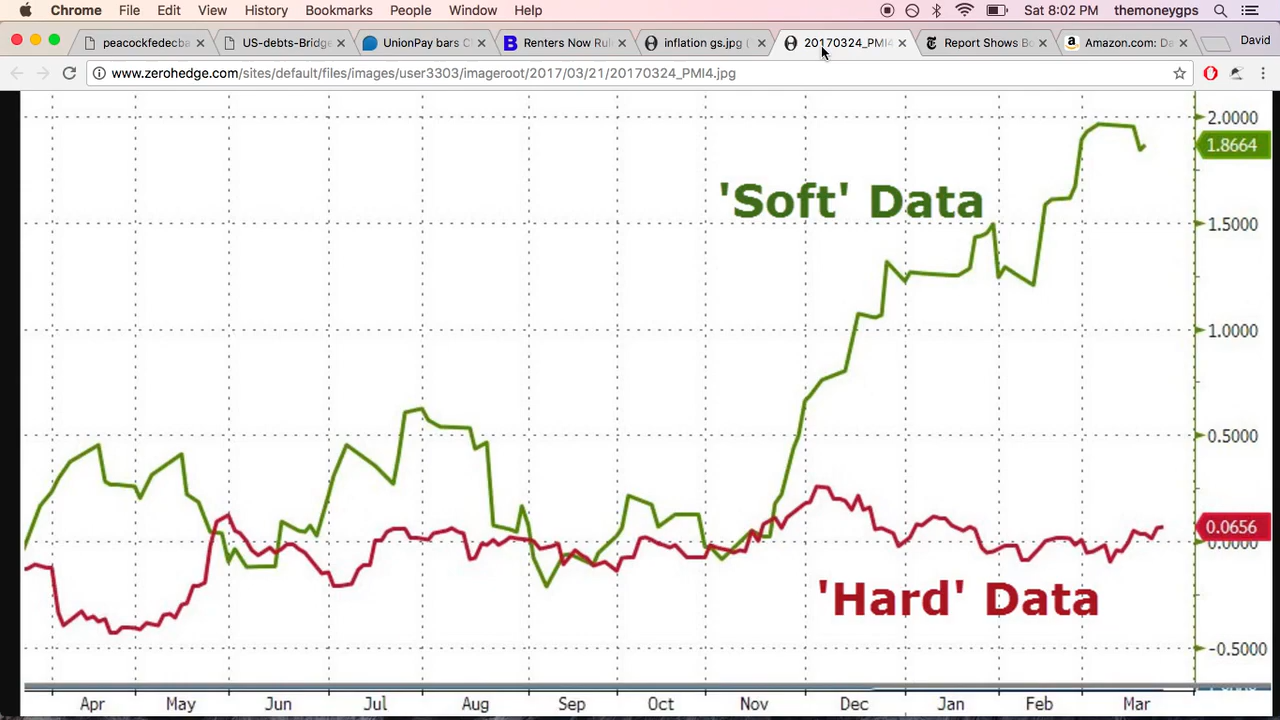 Chrome File Edit View History Bookmarks People Window Help Sat 8:02 PM themoneygps
peacockfedecba US-debts-Bridge UnionPay bars C Renters Now Rul inflation gs.jpg ( 20170324_PMI4 Report Shows Bo Amazon.com: Da David
www.zerohedge.com/sites/default/files/images/user3303/imageroot/2017/03/21/20170324_PMI4.jpg
2.0000
1.8664
'Soft' Data
1.5000
1.0000
0.5000
0.0656
0.0000
'Hard' Data
-0.5000
Apr May Jun Jul Aug Sep Oct Nov Dec Jan Feb Mar